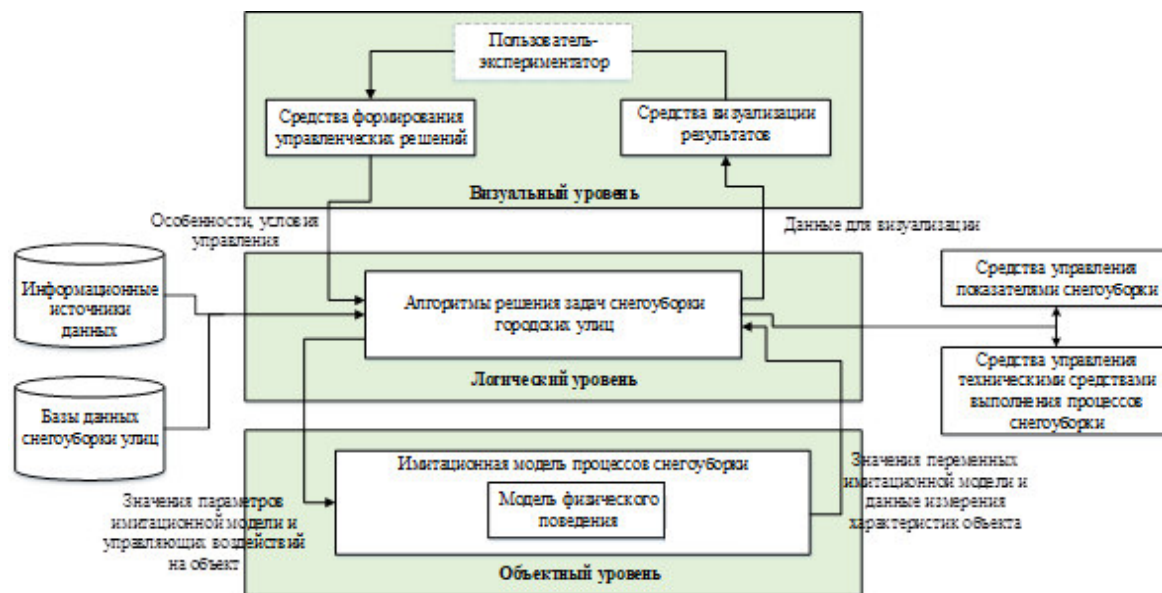 Пользователь-
экспериментатор
Средства формирования
управленческих решений
Средства визуализации
результатов
Визуальный уровень
Особенности, условия
управления
Данные для визуализации
Информационные
источники
данных
Алгоритмы решения задач снегоуборки
городских улиц
Средства управления
показателями снегоуборки
Логический уровень
Средства управления
техническими средствами
выполнения процессов
снегоуборки
Базы данных
снегоуборки улиц
Имитационная модель процессов снегоуборки
Модель физического
поведения
Значения переменных
имитационной модели и
данные измерения
характеристик объекта
Значения параметров
имитационной модели и
управляющих воздействий
на объект
Объектный уровень